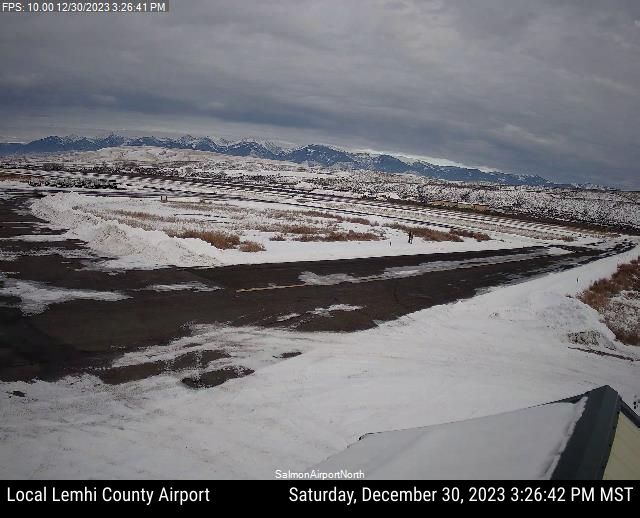 FPS: 10.00 12/30/2023 3:26:41 PM
SalmonAirportNorth
Local Lemhi County Airport Saturday, December 30, 2023 3:26:42 PM MST